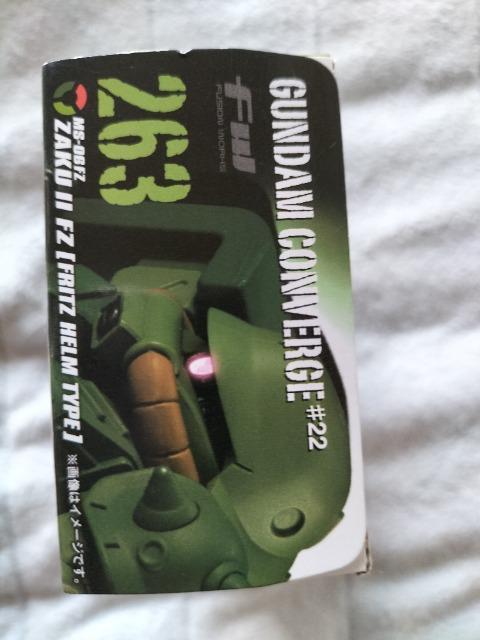 GUNDAM CONVERGE #22
FW
FUSION WORKS
263
MS-06FZ
ZAKU II FZ [FRITZ HELM TYPE]
※画像はイメージです。